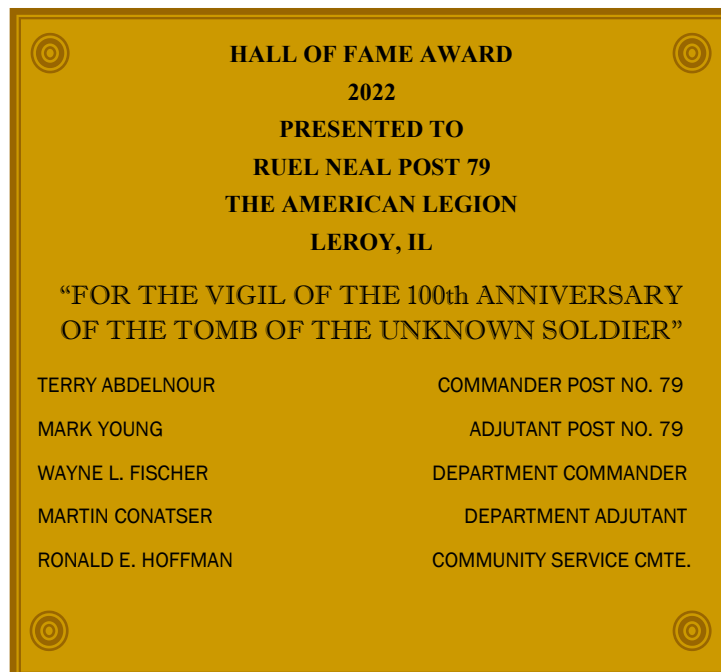 HALL OF FAME AWARD
2022
PRESENTED TO
RUEL NEAL POST 79
THE AMERICAN LEGION
LEROY, IL
“FOR THE VIGIL OF THE 100th ANNIVERSARY
OF THE TOMB OF THE UNKNOWN SOLDIER”
TERRY ABDELNOUR COMMANDER POST NO. 79
MARK YOUNG ADJUTANT POST NO. 79
WAYNE L. FISCHER DEPARTMENT COMMANDER
MARTIN CONATSER DEPARTMENT ADJUTANT
RONALD E. HOFFMAN COMMUNITY SERVICE CMTE.